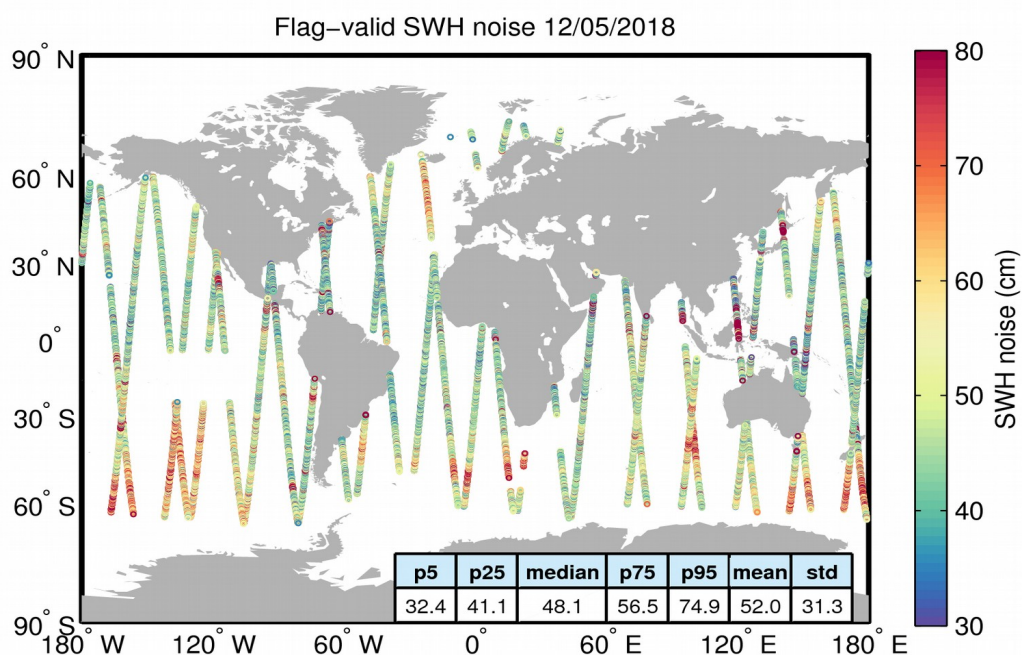 Flag−valid SWH noise 12/05/2018
90° N
60° N
30° N
0°
30° S
60° S
90° S
180° W
120° W
60° W
0°
60° E
120° E
180° E
80
70
60
50
40
30
SWH noise (cm)
p5 p25 median p75 p95 mean std
32.4 41.1 48.1 56.5 74.9 52.0 31.3